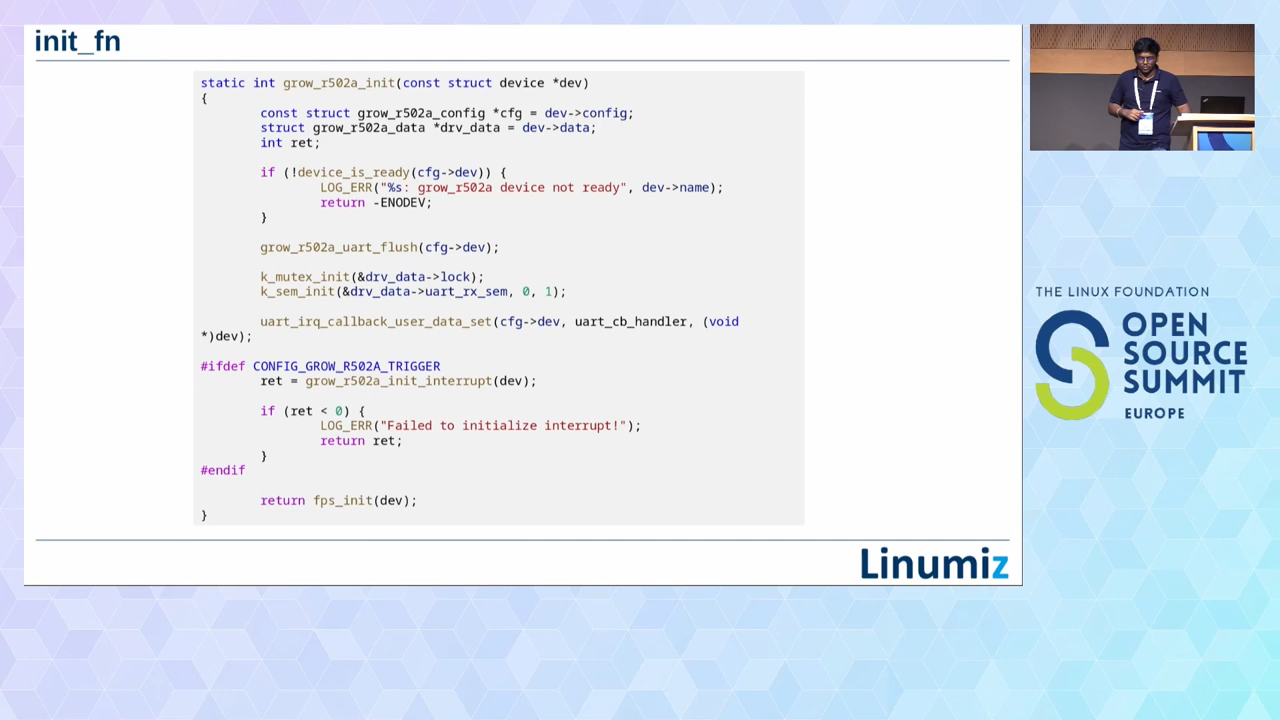 init_fn
static int grow_r502a_init(const struct device *dev)
{
const struct grow_r502a_config *cfg = dev->config;
struct grow_r502a_data *drv_data = dev->data;
int ret;
if (!device_is_ready(cfg->dev)) {
LOG_ERR("%s: grow_r502a device not ready", dev->name);
return -ENODEV;
}
grow_r502a_uart_flush(cfg->dev);
k_mutex_init(&drv_data->lock);
k_sem_init(&drv_data->uart_rx_sem, 0, 1);
uart_irq_callback_user_data_set(cfg->dev, uart_cb_handler, (void
*)dev);
#ifdef CONFIG_GROW_R502A_TRIGGER
ret = grow_r502a_init_interrupt(dev);
if (ret < 0) {
LOG_ERR("Failed to initialize interrupt!");
return ret;
}
#endif
return fps_init(dev);
}
Linumiz
THE LINUX FOUNDATION
OPEN
SOURCE
SUMMIT
EUROPE